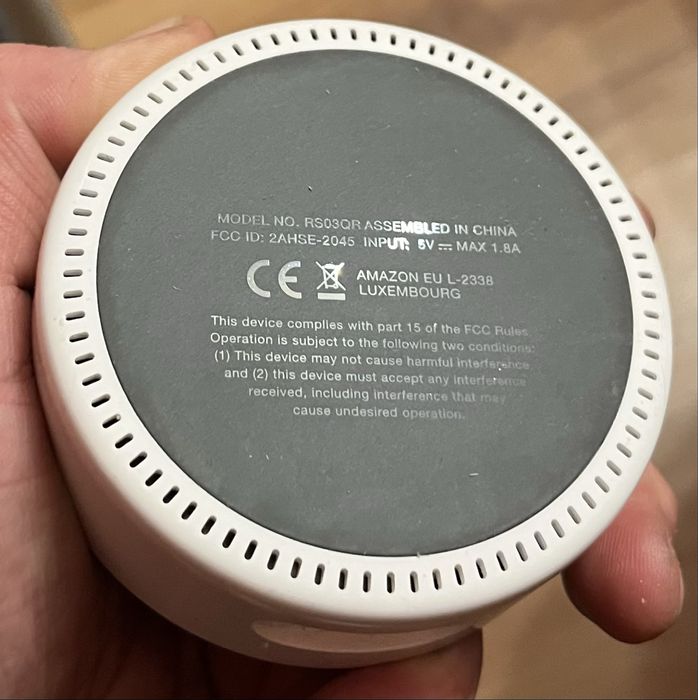 MODEL NO. RS03QR ASSEMBLED IN CHINA
FCC ID: 2AHSE-2045 INPUT: 5V⎓ MAX 1.8A
CE AMAZON EU L-2338
LUXEMBOURG
This device complies with part 15 of the FCC Rules.
Operation is subject to the following two conditions:
(1) This device may not cause harmful interference,
and (2) this device must accept any interference
received, including interference that may
cause undesired operation.